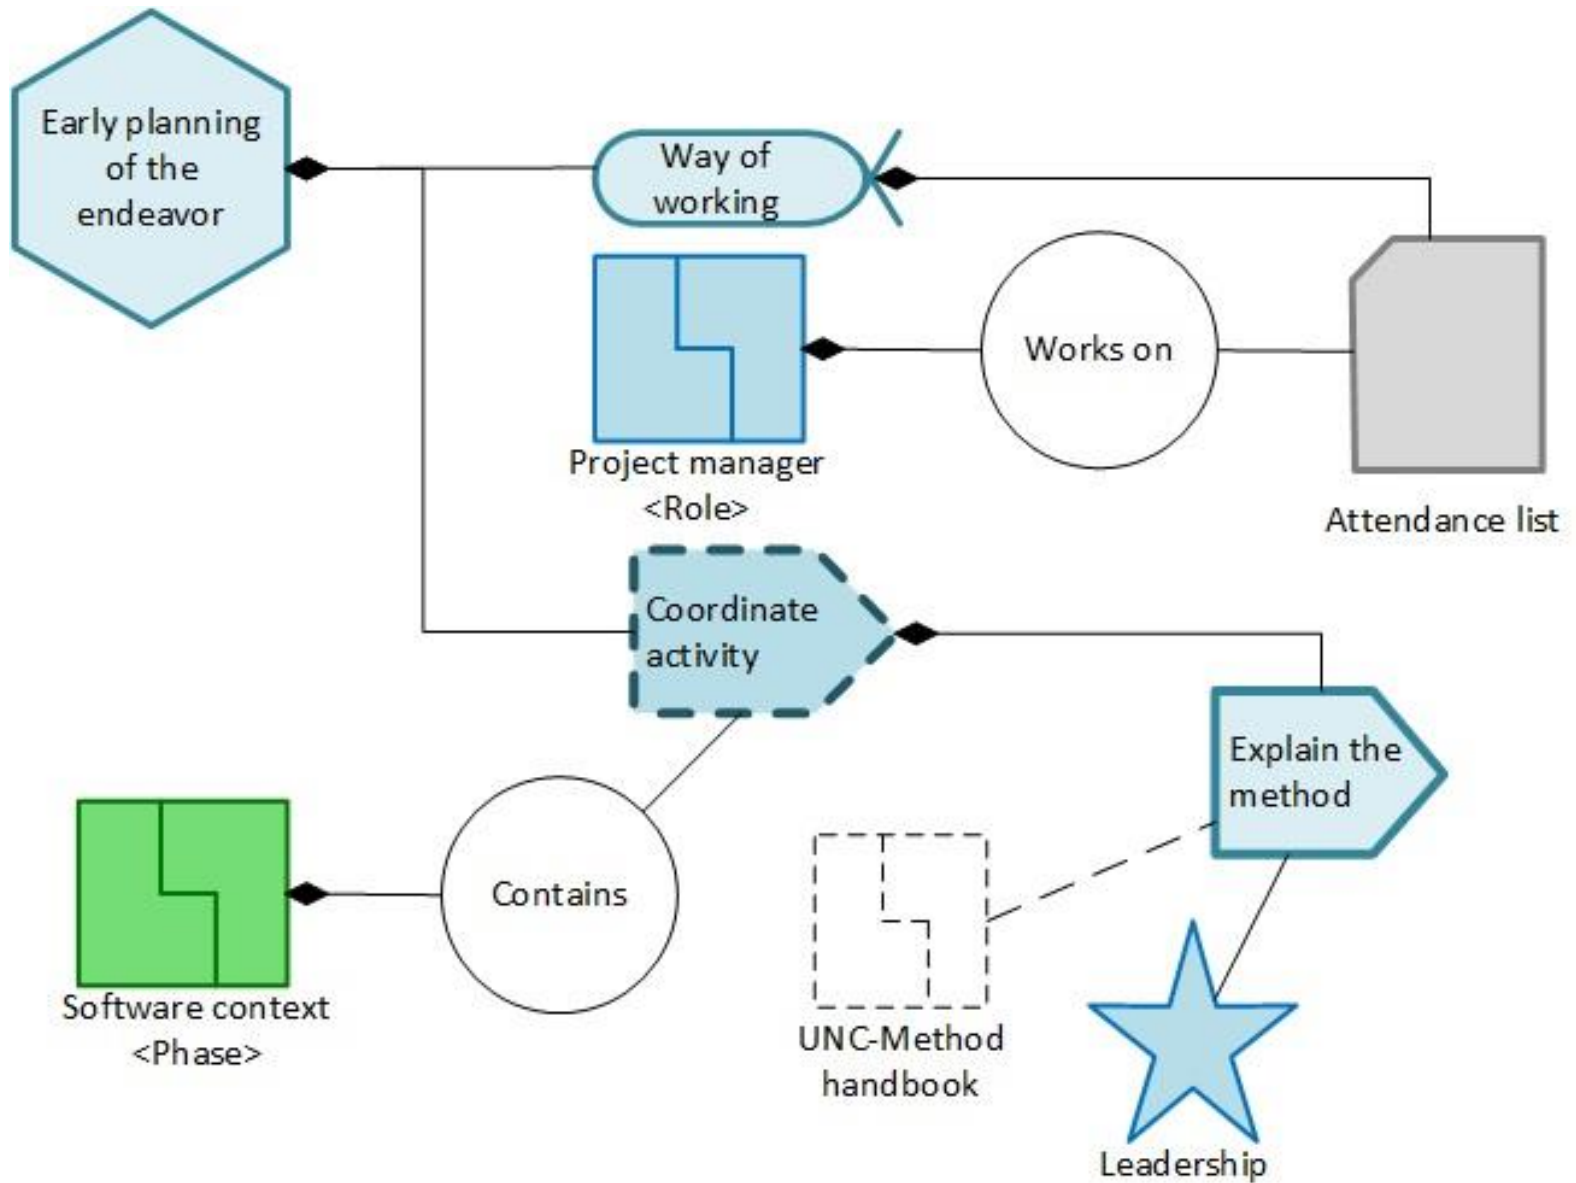 Early planning
of the
endeavor
Way of
working
Works on
Project manager
<Role>
Attendance list
Coordinate
activity
Explain the
method
Contains
Software context
<Phase>
UNC-Method
handbook
Leadership